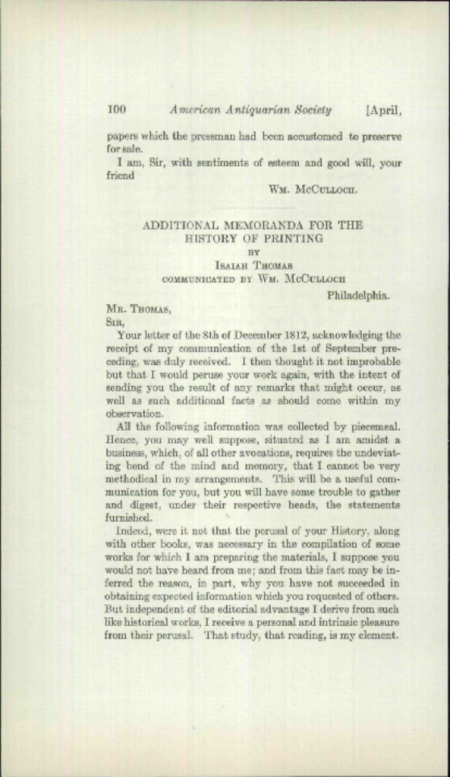 100 American Antiquarian Society [April,
papers which the pressman had been accustomed to preserve
for sale.
I am, Sir, with sentiments of esteem and good will, your
friend
Wm. McCulloch.
ADDITIONAL MEMORANDA FOR THE
HISTORY OF PRINTING
BY
Isaiah Thomas
communicated by Wm. McCulloch
Philadelphia.
Mr. Thomas,
Sir,
Your letter of the 8th of December 1812, acknowledging the
receipt of my communication of the 1st of September pre-
ceding, was duly received. I then thought it not improbable
but that I would peruse your work again, with the intent of
sending you the result of any remarks that might occur, as
well as such additional facts as should come within my
observation.
All the following information was collected by piecemeal.
Hence, you may well suppose, situated as I am amidst a
business, which, of all other avocations, requires the undeviat-
ing bend of the mind and memory, that I cannot be very
methodical in my arrangements. This will be a useful com-
munication for you, but you will have some trouble to gather
and digest, under their respective heads, the statements
furnished.
Indeed, were it not that the perusal of your History, along
with other books, was necessary in the compilation of some
works for which I am preparing the materials, I suppose you
would not have heard from me; and from this fact may be in-
ferred the reason, in part, why you have not succeeded in
obtaining expected information which you requested of others.
But independent of the editorial advantage I derive from such
like historical works, I receive a personal and intrinsic pleasure
from their perusal. That study, that reading, is my element.